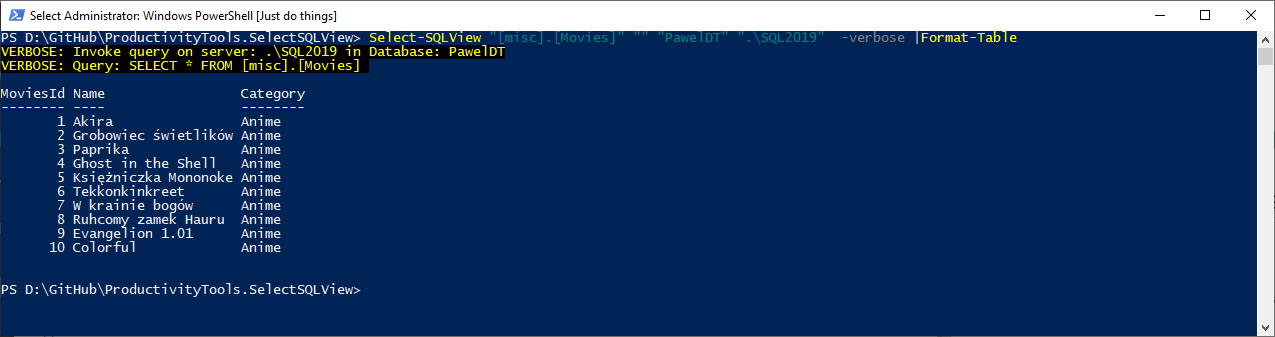 Select Administrator: Windows PowerShell [Just do things]
PS D:\GitHub\ProductivityTools.SelectSQLView> Select-SQLView "[misc].[Movies]" "" "PawelDT" ".\SQL2019"  -verbose |Format-Table
VERBOSE: Invoke query on server: .\SQL2019 in Database: PawelDT
VERBOSE: Query: SELECT * FROM [misc].[Movies]
MoviesId Name                 Category
-------- ----                 --------
       1 Akira                Anime
       2 Grobowiec świetlików Anime
       3 Paprika              Anime
       4 Ghost in the Shell   Anime
       5 Księżniczka Mononoke Anime
       6 Tekkonkinkreet       Anime
       7 W krainie bogów      Anime
       8 Ruhcomy zamek Hauru  Anime
       9 Evangelion 1.01      Anime
      10 Colorful             Anime
PS D:\GitHub\ProductivityTools.SelectSQLView>